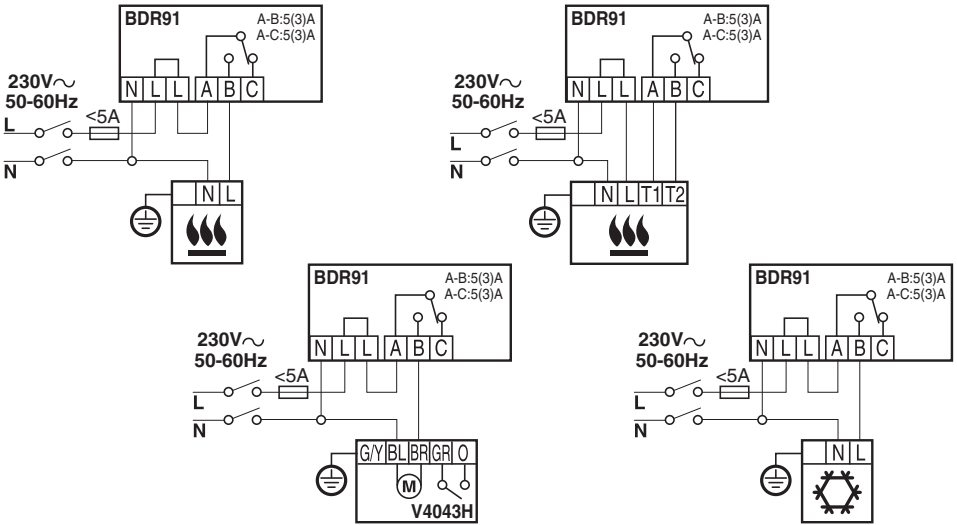 BDR91
A-B:5(3)A
A-C:5(3)A
230V~
50-60Hz
N L L A B C
<5A
L
N
N L
BDR91
A-B:5(3)A
A-C:5(3)A
230V~
50-60Hz
N L L A B C
<5A
L
N
N L T1 T2
BDR91
A-B:5(3)A
A-C:5(3)A
230V~
50-60Hz
N L L A B C
<5A
L
N
G/Y BL BR GR O
M
V4043H
BDR91
A-B:5(3)A
A-C:5(3)A
230V~
50-60Hz
N L L A B C
<5A
L
N
N L